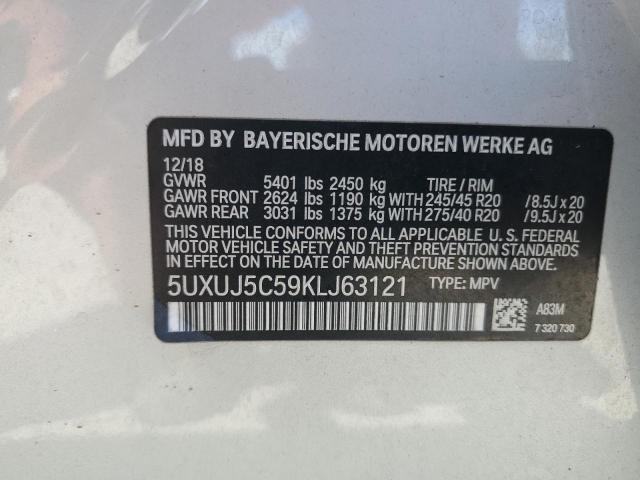 MFD BY BAYERISCHE MOTOREN WERKE AG
12/18
GVWR 5401 lbs 2450 kg TIRE / RIM
GAWR FRONT 2624 lbs 1190 kg WITH 245/45 R20 /8.5J x 20
GAWR REAR 3031 lbs 1375 kg WITH 275/40 R20 /9.5J x 20
THIS VEHICLE CONFORMS TO ALL APPLICABLE U. S. FEDERAL
MOTOR VEHICLE SAFETY AND THEFT PREVENTION STANDARDS
IN EFFECT ON THE DATE OF MANUFACTURE SHOWN ABOVE.
5UXUJ5C59KLJ63121 TYPE: MPV
A83M
7 320 730